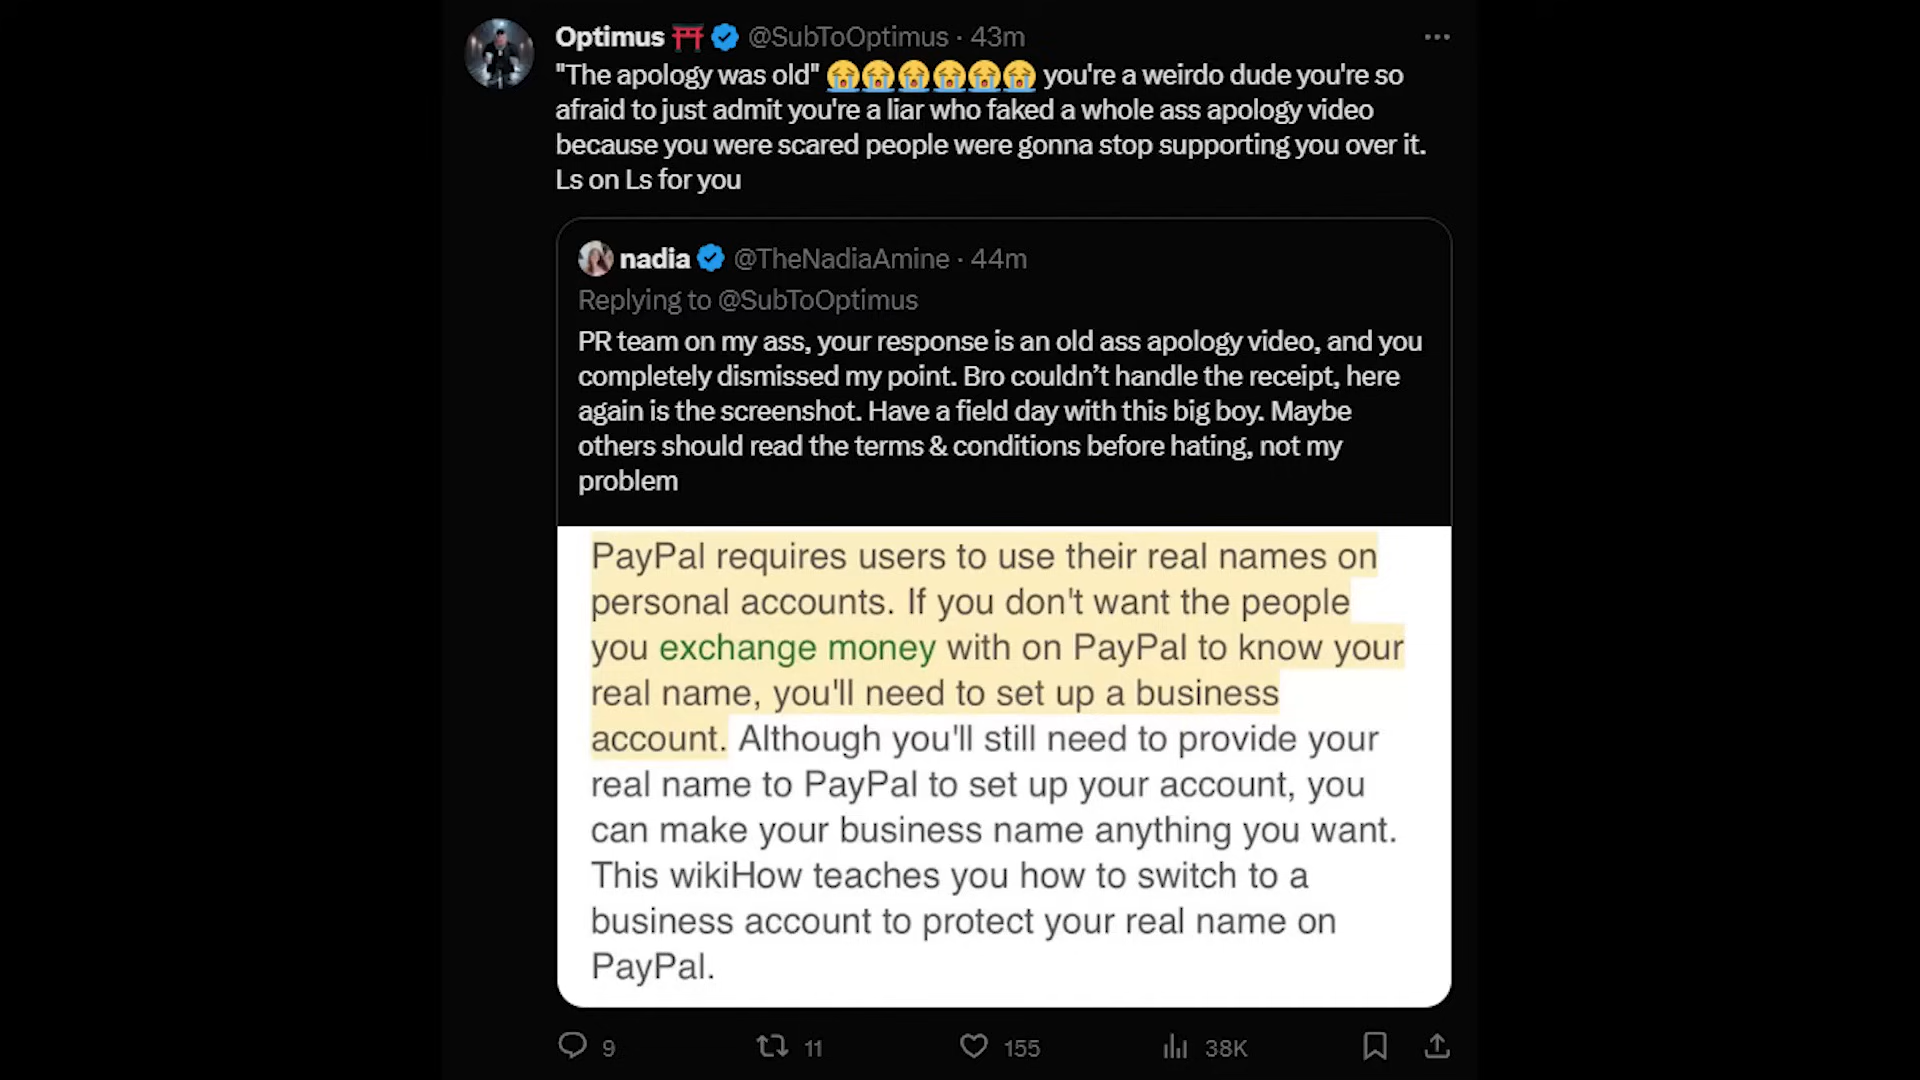 Optimus ⛩️ @SubToOptimus · 43m
"The apology was old" 😭😭😭😭😭😭 you're a weirdo dude you're so
afraid to just admit you're a liar who faked a whole ass apology video
because you were scared people were gonna stop supporting you over it.
Ls on Ls for you
nadia @TheNadiaAmine · 44m
Replying to @SubToOptimus
PR team on my ass, your response is an old ass apology video, and you
completely dismissed my point. Bro couldn’t handle the receipt, here
again is the screenshot. Have a field day with this big boy. Maybe
others should read the terms & conditions before hating, not my
problem
PayPal requires users to use their real names on
personal accounts. If you don't want the people
you exchange money with on PayPal to know your
real name, you'll need to set up a business
account. Although you'll still need to provide your
real name to PayPal to set up your account, you
can make your business name anything you want.
This wikiHow teaches you how to switch to a
business account to protect your real name on
PayPal.
9 11 155 38K